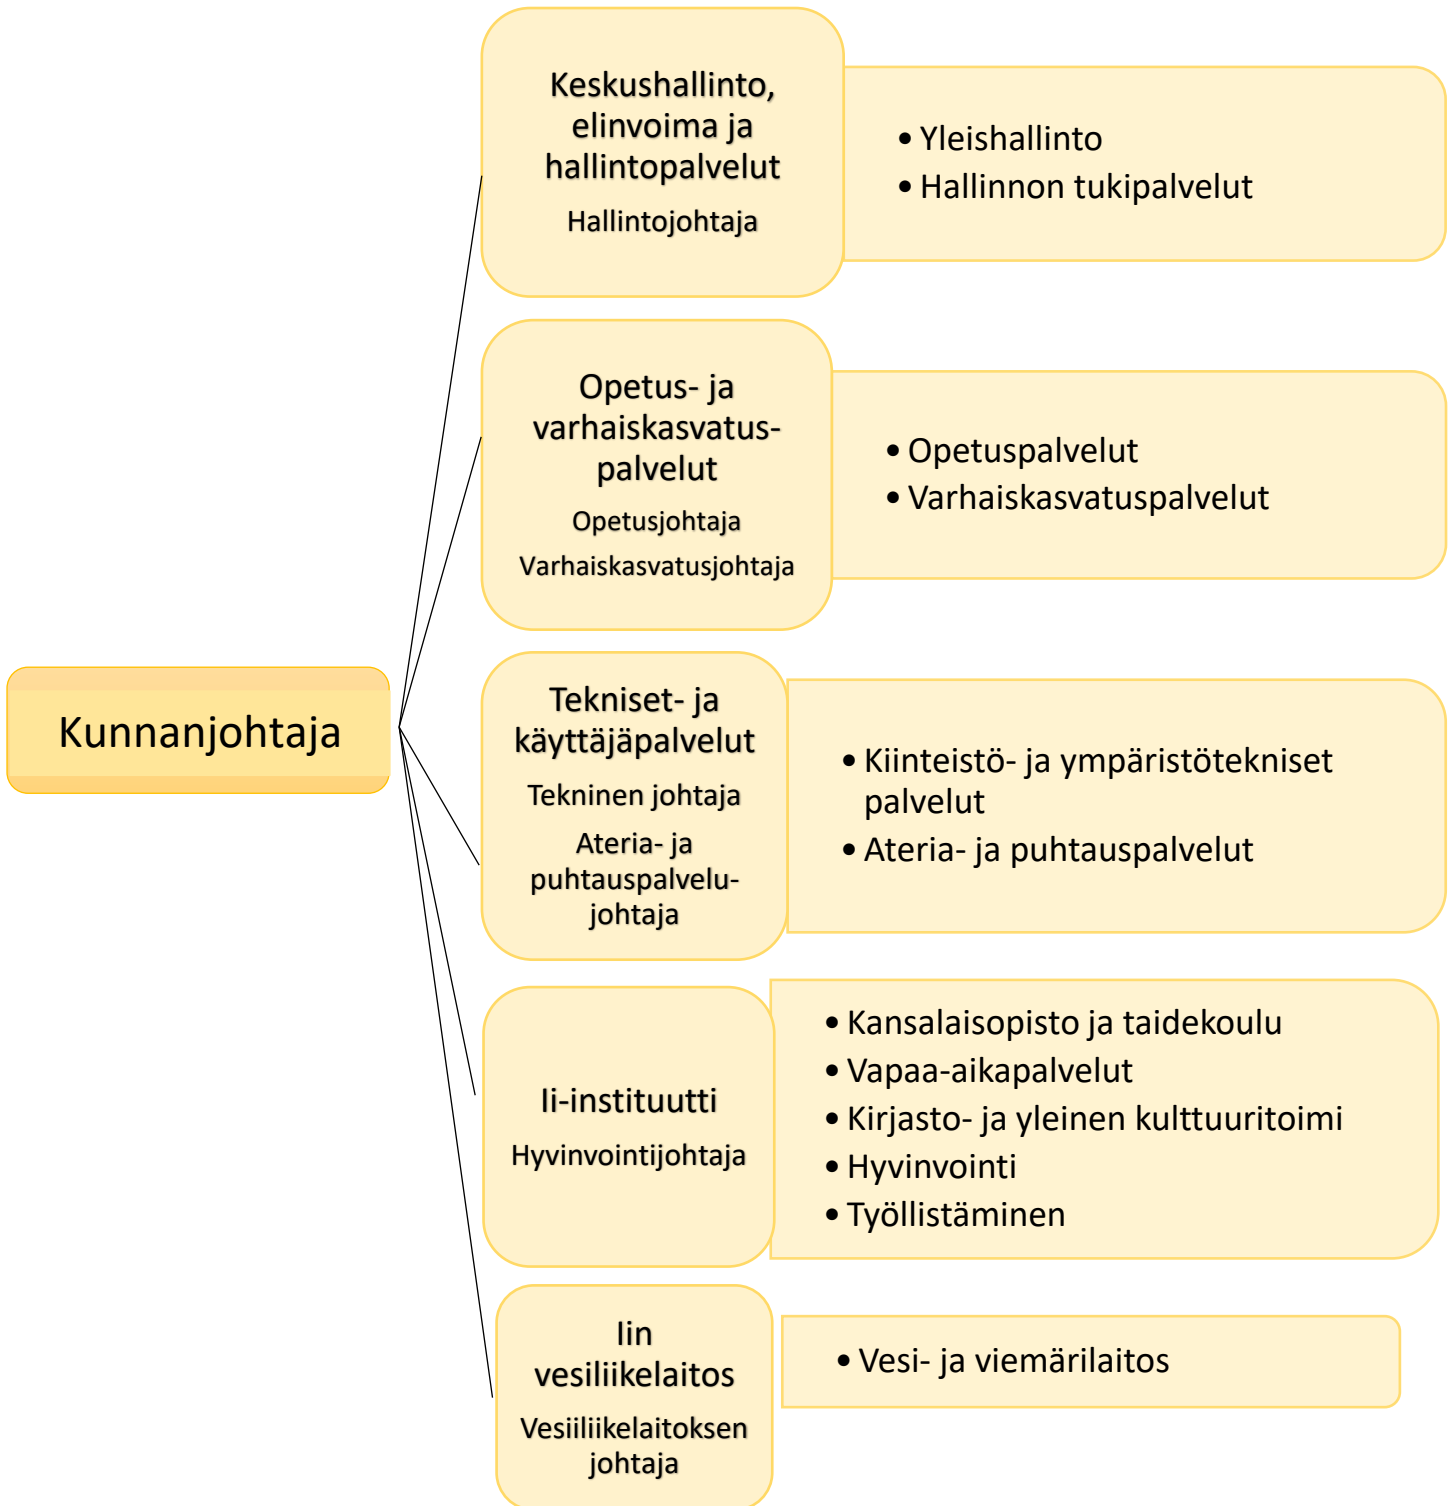 Kunnanjohtaja
Keskushallinto,
elinvoima ja
hallintopalvelut
Hallintojohtaja
• Yleishallinto
• Hallinnon tukipalvelut
Opetus- ja
varhaiskasvatus-
palvelut
Opetusjohtaja
Varhaiskasvatusjohtaja
• Opetuspalvelut
• Varhaiskasvatuspalvelut
Tekniset- ja
käyttäjäpalvelut
Tekninen johtaja
Ateria- ja
puhtauspalvelu-
johtaja
• Kiinteistö- ja ympäristötekniset
palvelut
• Ateria- ja puhtauspalvelut
Ii-instituutti
Hyvinvointijohtaja
• Kansalaisopisto ja taidekoulu
• Vapaa-aikapalvelut
• Kirjasto- ja yleinen kulttuuritoimi
• Hyvinvointi
• Työllistäminen
Iin
vesiliikelaitos
Vesiiliikelaitoksen
johtaja
• Vesi- ja viemärilaitos